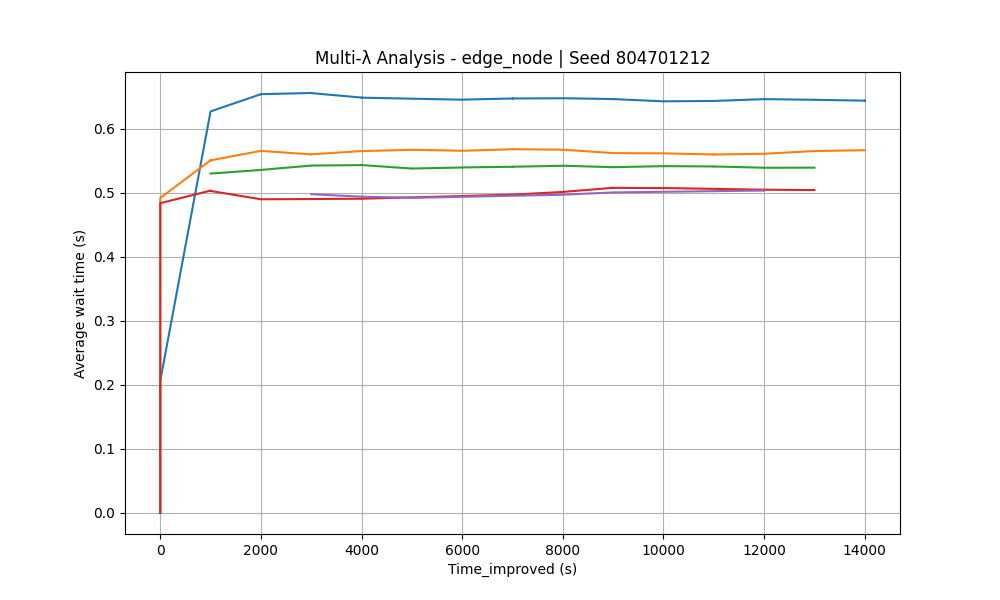 Multi-λ Analysis - edge_node | Seed 804701212
Average wait time (s)
0.6
0.5
0.4
0.3
0.2
0.1
0.0
0 2000 4000 6000 8000 10000 12000 14000
Time_improved (s)